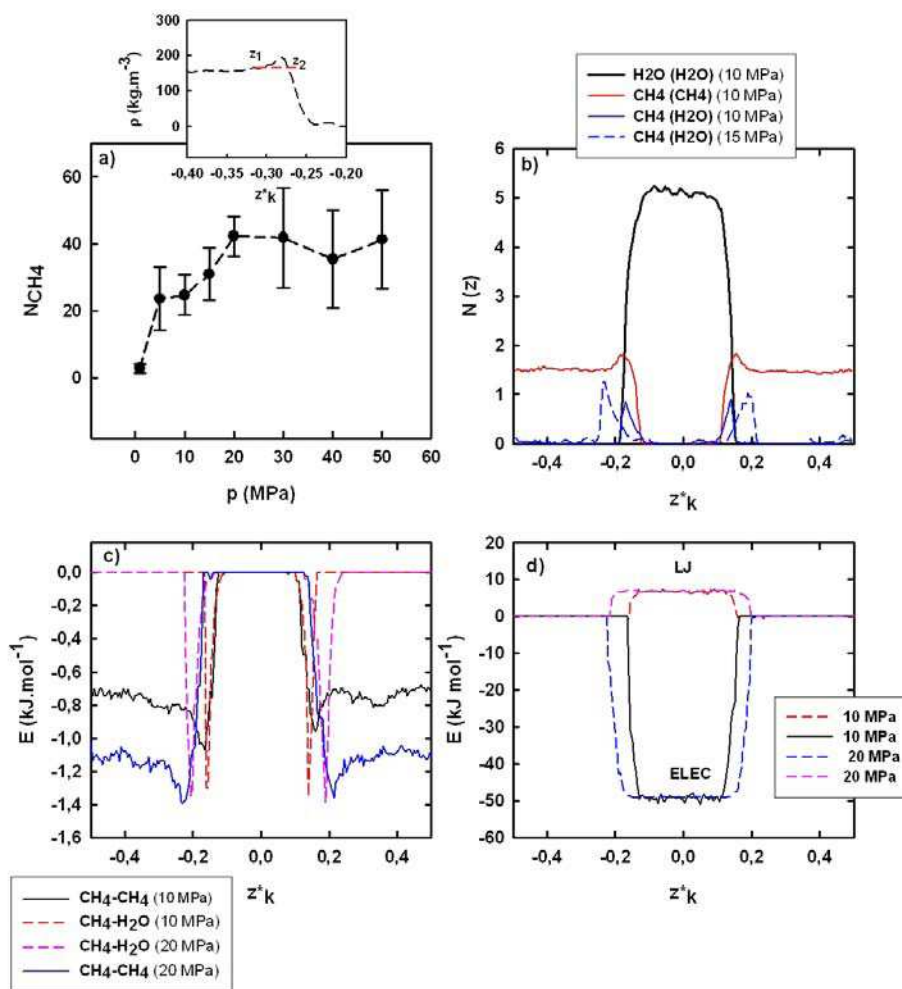 300
200
100
0
ρ (kg.m⁻³)
z₁
z₂
-0,40 -0,35 -0,30 -0,25 -0,20
z*k
a)
60
40
20
0
NCH4
0 10 20 30 40 50 60
p (MPa)
H2O (H2O) (10 MPa)
CH4 (CH4) (10 MPa)
CH4 (H2O) (10 MPa)
CH4 (H2O) (15 MPa)
b)
6
5
4
3
2
1
0
N (z)
-0,4 -0,2 0,0 0,2 0,4
z*k
c)
0,0
-0,2
-0,4
-0,6
-0,8
-1,0
-1,2
-1,4
-1,6
E (kJ.mol⁻¹)
-0,4 -0,2 0,0 0,2 0,4
z*k
CH₄-CH₄ (10 MPa)
CH₄-H₂O (10 MPa)
CH₄-H₂O (20 MPa)
CH₄-CH₄ (20 MPa)
d)
20
10
0
-10
-20
-30
-40
-50
-60
E (kJ mol⁻¹)
LJ
ELEC
-0,4 -0,2 0,0 0,2 0,4
z*k
10 MPa
10 MPa
20 MPa
20 MPa